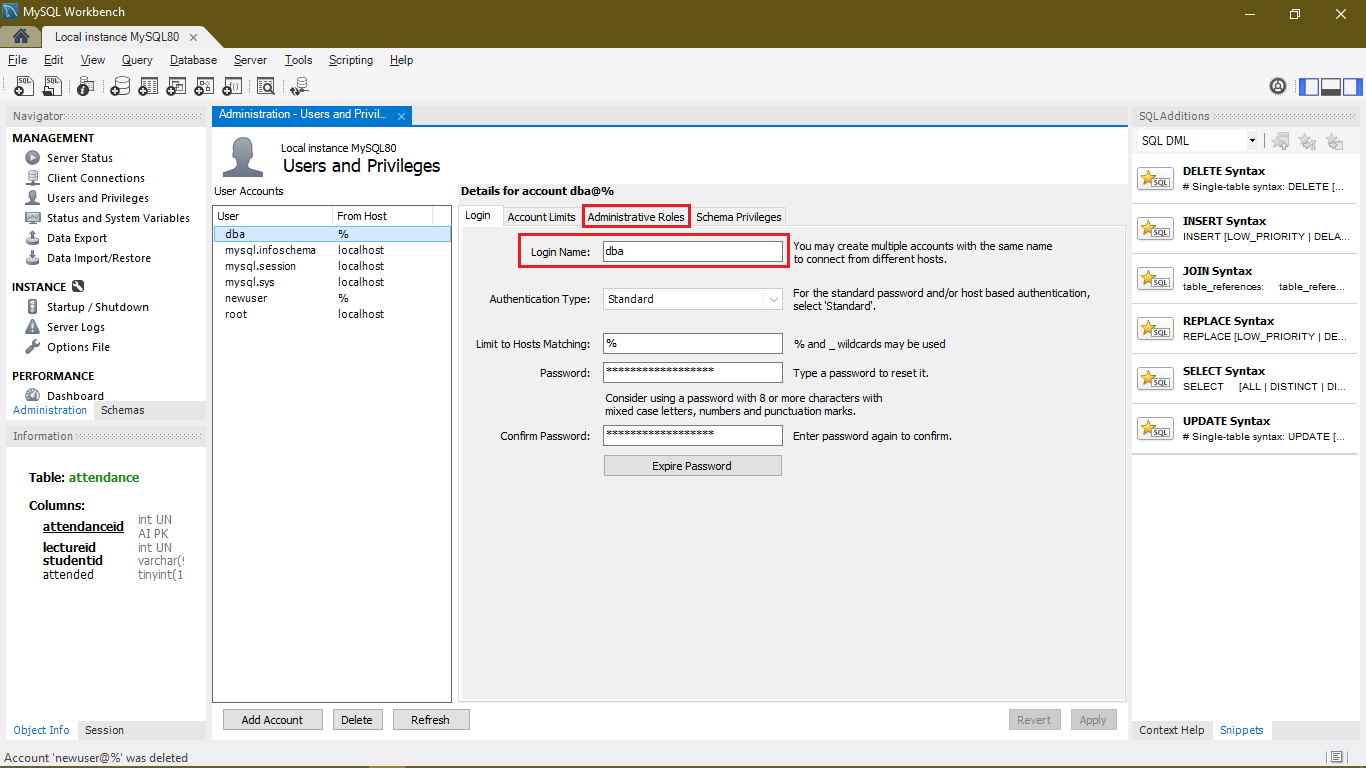 MySQL Workbench
Local instance MySQL80
File Edit View Query Database Server Tools Scripting Help
Navigator
MANAGEMENT
Server Status
Client Connections
Users and Privileges
Status and System Variables
Data Export
Data Import/Restore
INSTANCE
Startup / Shutdown
Server Logs
Options File
PERFORMANCE
Dashboard
Administration Schemas
Information
Table: attendance
Columns:
attendanceid int UN
AI PK
lectureid int UN
studentid varchar(
attended tinyint(1
Object Info Session
Administration - Users and Privil...
Local instance MySQL80
Users and Privileges
User Accounts
User From Host
dba %
mysql.infoschema localhost
mysql.session localhost
mysql.sys localhost
newuser %
root localhost
Add Account Delete Refresh
Details for account dba@%
Login Account Limits Administrative Roles Schema Privileges
Login Name: dba You may create multiple accounts with the same name
to connect from different hosts.
Authentication Type: Standard For the standard password and/or host based authentication,
select 'Standard'.
Limit to Hosts Matching: % % and _ wildcards may be used
Password: ****************** Type a password to reset it.
Consider using a password with 8 or more characters with
mixed case letters, numbers and punctuation marks.
Confirm Password: ****************** Enter password again to confirm.
Expire Password
Revert Apply
SQLAdditions
SQL DML
SQL
DELETE Syntax
# Single-table syntax: DELETE [...
SQL
INSERT Syntax
INSERT [LOW_PRIORITY | DELA...
SQL
JOIN Syntax
table_references: table_refere...
SQL
REPLACE Syntax
REPLACE [LOW_PRIORITY | DE...
SQL
SELECT Syntax
SELECT [ALL | DISTINCT | DI...
SQL
UPDATE Syntax
# Single-table syntax: UPDATE [...
Context Help Snippets
Account 'newuser@%' was deleted